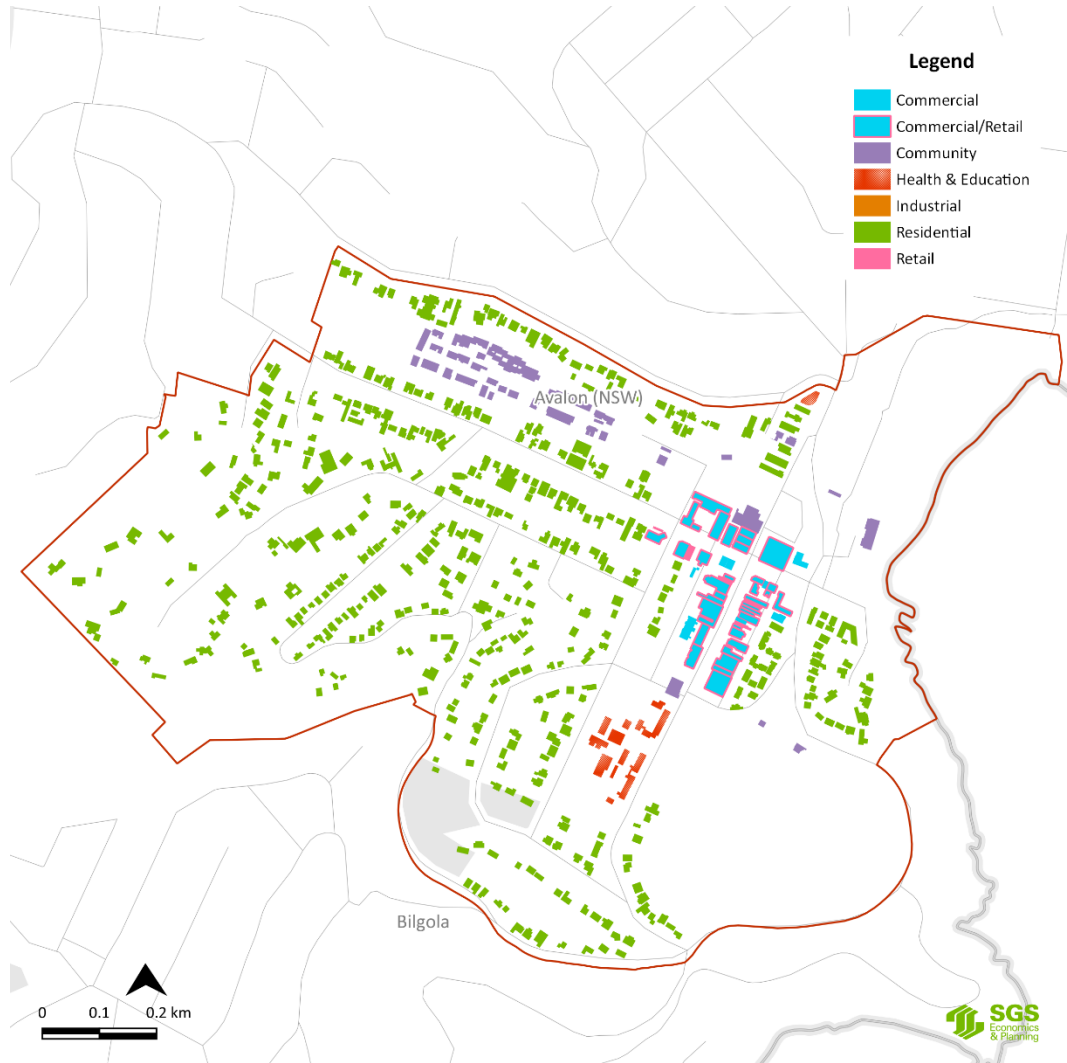 Legend
Commercial
Commercial/Retail
Community
Health & Education
Industrial
Residential
Retail
Avalon (NSW)
Bilgola
0 0.1 0.2 km
SGS
Economics
& Planning